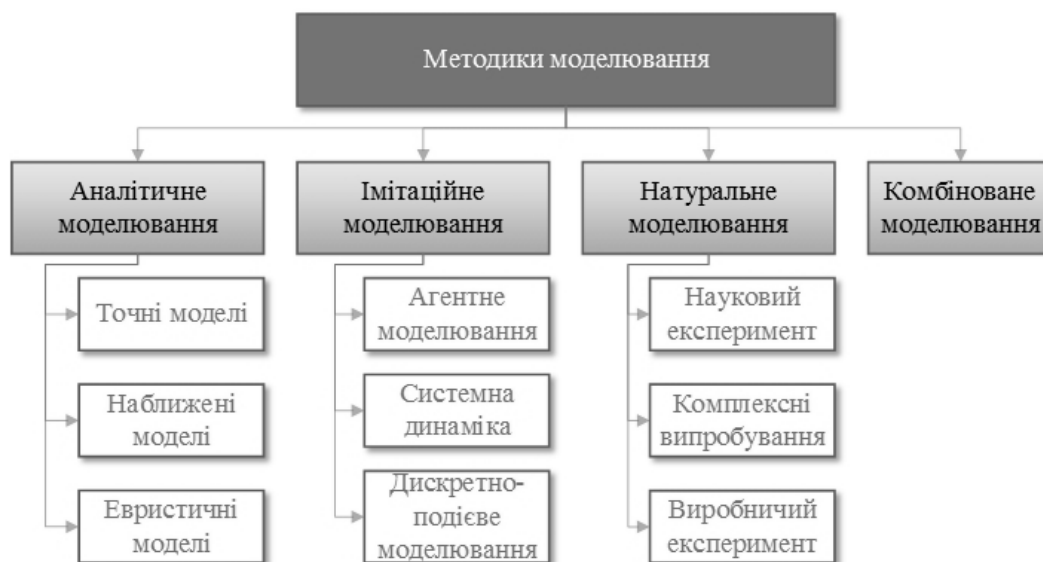 Методики моделювання
Аналітичне
моделювання
Точні моделі
Наближені
моделі
Евристичні
моделі
Імітаційне
моделювання
Агентне
моделювання
Системна
динаміка
Дискретно-
подієве
моделювання
Натуральне
моделювання
Науковий
експеримент
Комплексні
випробування
Виробничий
експеримент
Комбіноване
моделювання